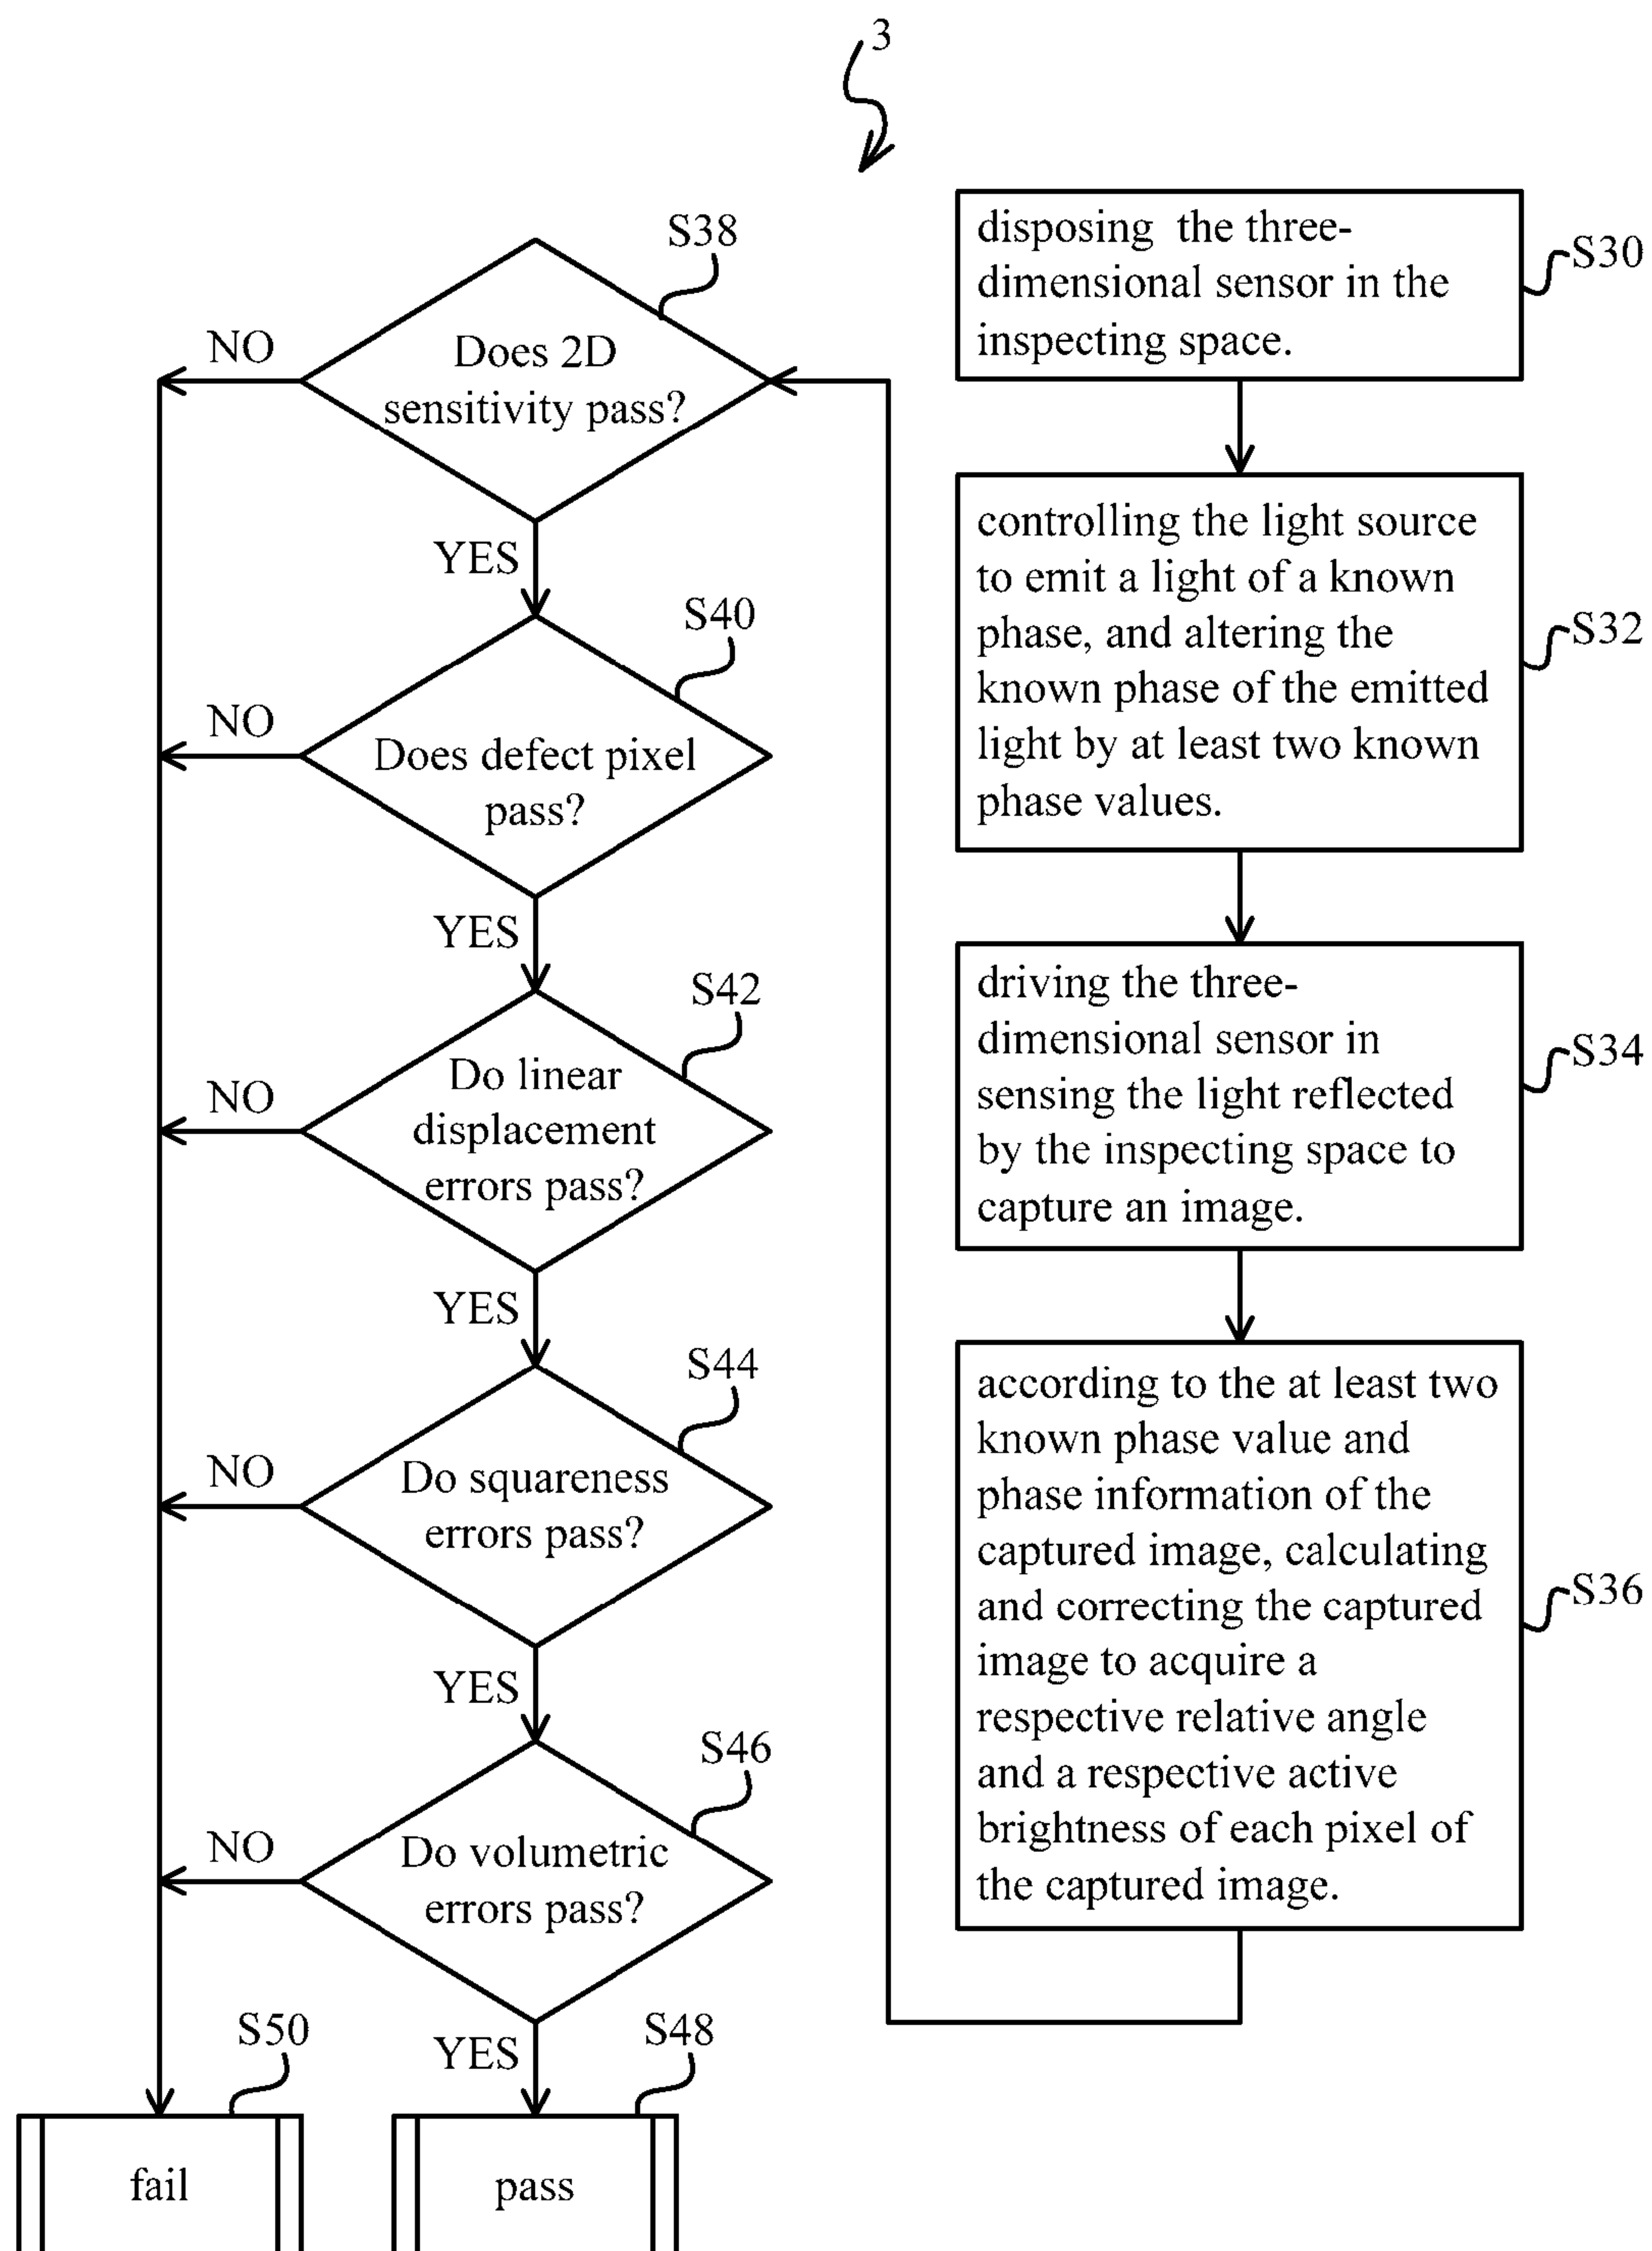 3
disposing the three-
dimensional sensor in the
inspecting space.
S30
controlling the light source
to emit a light of a known
phase, and altering the
known phase of the emitted
light by at least two known
phase values.
S32
driving the three-
dimensional sensor in
sensing the light reflected
by the inspecting space to
capture an image.
S34
according to the at least two
known phase value and
phase information of the
captured image, calculating
and correcting the captured
image to acquire a
respective relative angle
and a respective active
brightness of each pixel of
the captured image.
S36
S38
Does 2D
sensitivity pass?
NO
YES
S40
Does defect pixel
pass?
NO
YES
S42
Do linear
displacement
errors pass?
NO
YES
S44
Do squareness
errors pass?
NO
YES
S46
Do volumetric
errors pass?
NO
YES
S50
fail
S48
pass